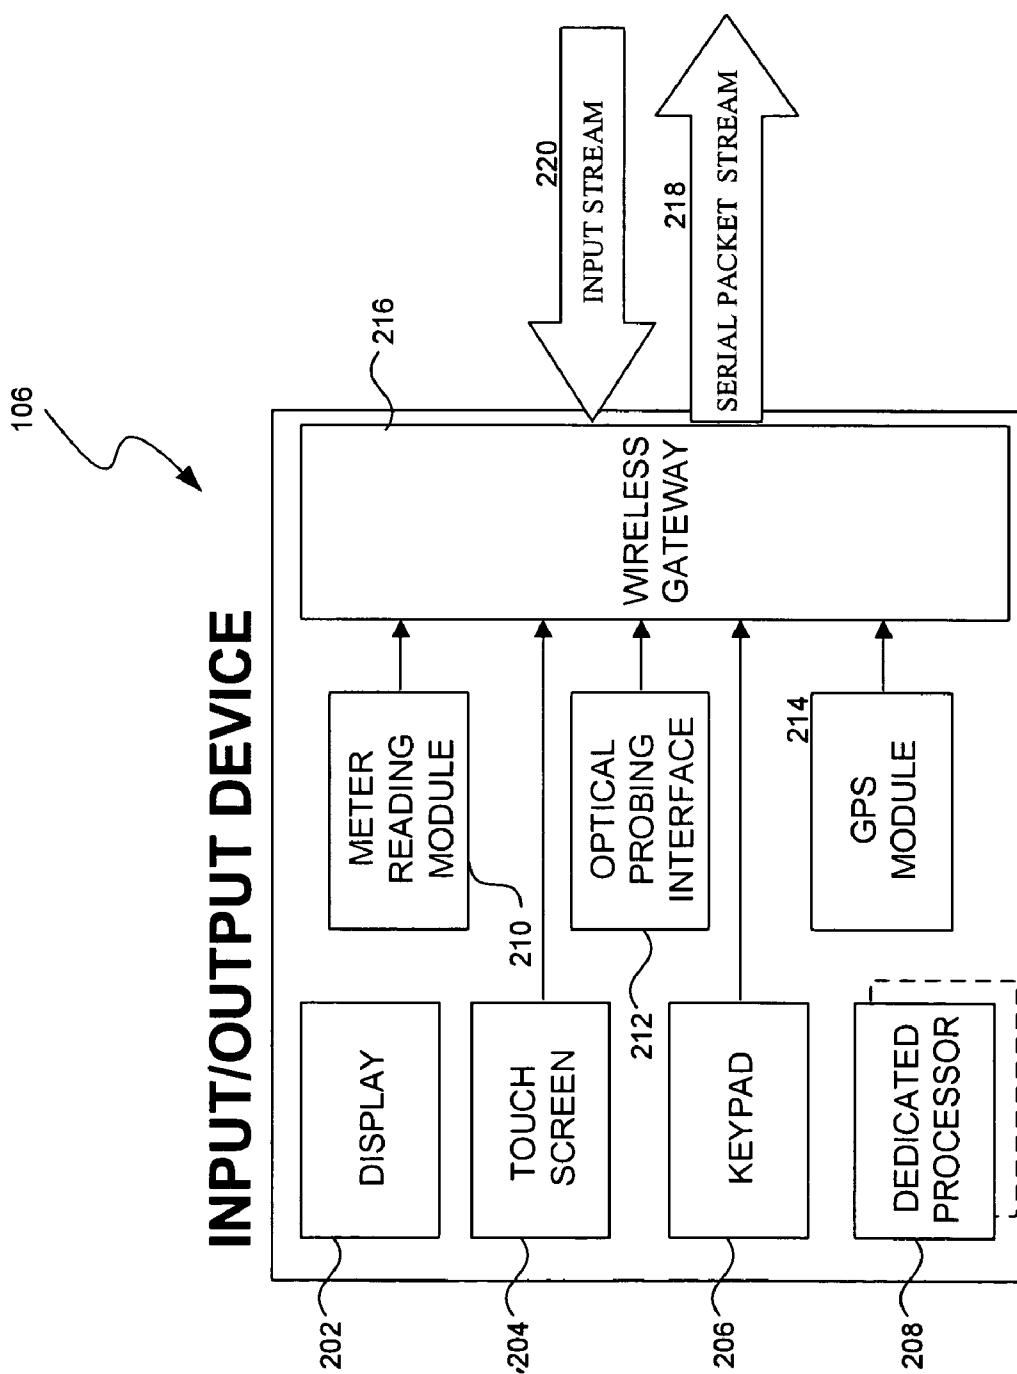 106
INPUT/OUTPUT DEVICE
202
DISPLAY
METER
READING
MODULE
210
216
204
TOUCH
SCREEN
OPTICAL
PROBING
INTERFACE
212
WIRELESS
GATEWAY
220
INPUT STREAM
218
SERIAL PACKET STREAM
206
KEYPAD
214
GPS
MODULE
208
DEDICATED
PROCESSOR